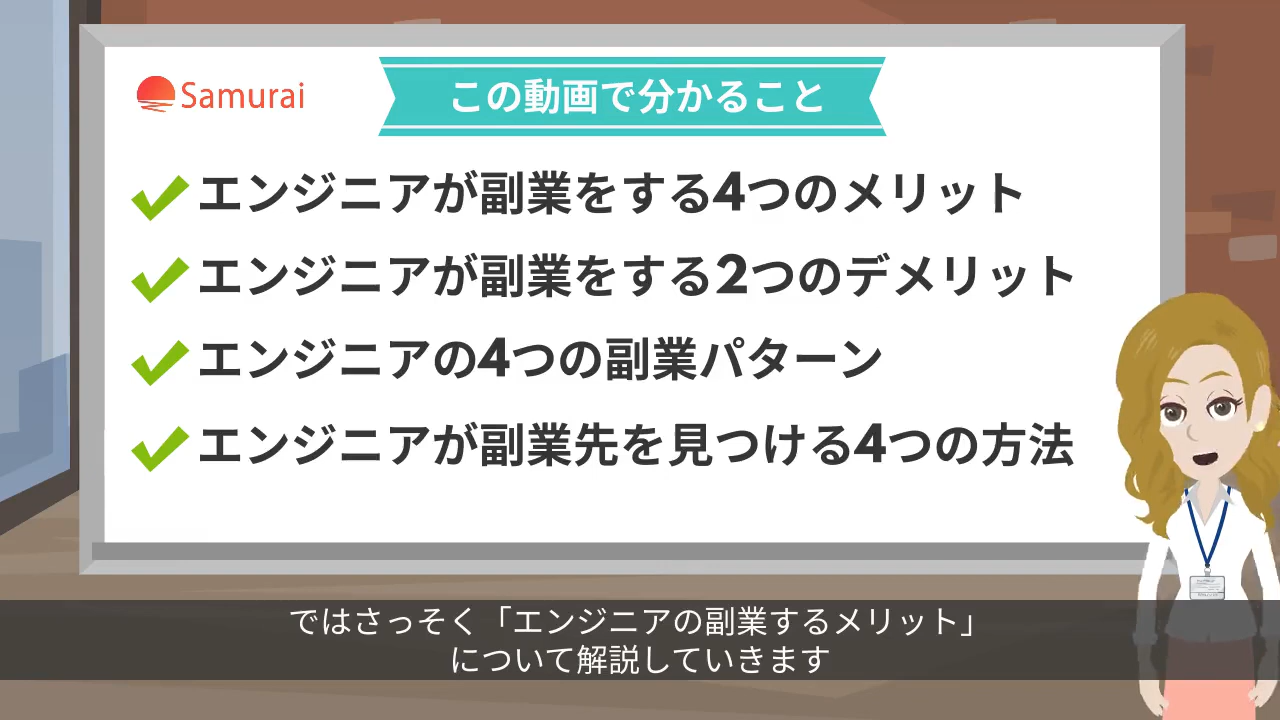 Samurai
この動画で分かること
エンジニアが副業をする4つのメリット
エンジニアが副業をする2つのデメリット
エンジニアの4つの副業パターン
エンジニアが副業先を見つける4つの方法
ではさっそく「エンジニアの副業するメリット」
について解説していきます